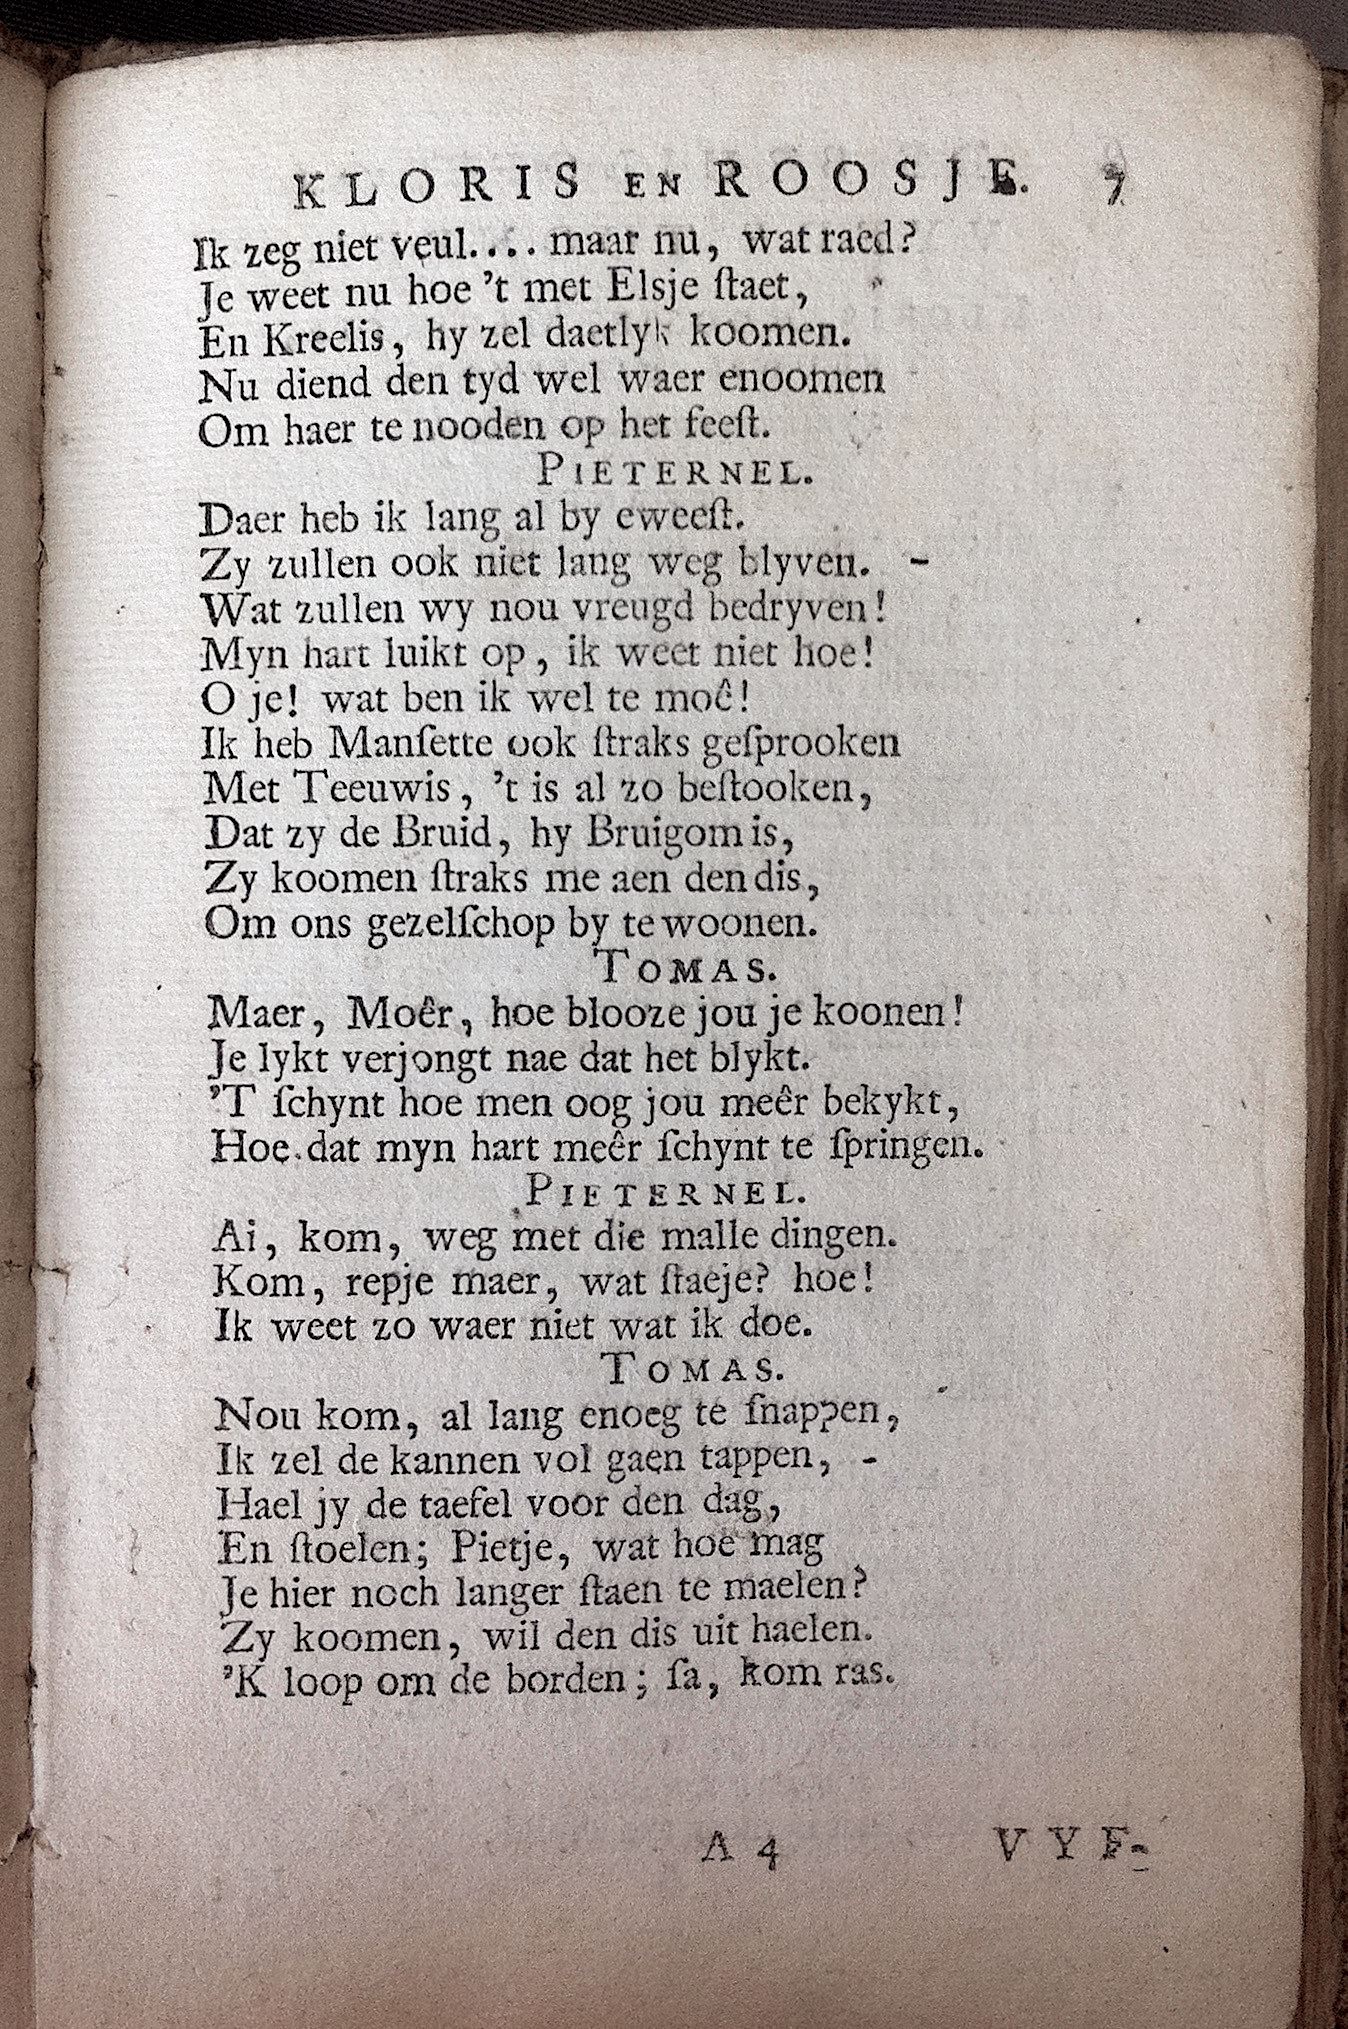 KLORIS EN ROOSJE. 7
Ik zeg niet veul.... maar nu, wat raed?
Je weet nu hoe 't met Elsje ſtaet,
En Kreelis, hy zel daetlyk koomen.
Nu diend den tyd wel waer enoomen
Om haer te nooden op het feeſt.
PIETERNEL.
Daer heb ik lang al by eweeſt.
Zy zullen ook niet lang weg blyven. -
Wat zullen wy nou vreugd bedryven!
Myn hart luikt op, ik weet niet hoe!
O je! wat ben ik wel te moê!
Ik heb Manſette ook ſtraks geſprooken
Met Teeuwis, 't is al zo beſtooken,
Dat zy de Bruid, hy Bruigom is,
Zy koomen ſtraks me aen den dis,
Om ons gezelſchop by te woonen.
TOMAS.
Maer, Moêr, hoe blooze jou je koonen!
Je lykt verjongt nae dat het blykt.
'T ſchynt hoe men oog jou meêr bekykt,
Hoe dat myn hart meêr ſchynt te ſpringen.
PIETERNEL.
Ai, kom, weg met die malle dingen.
Kom, repje maer, wat ſtaeje? hoe!
Ik weet zo waer niet wat ik doe.
TOMAS.
Nou kom, al lang enoeg te ſnappen,
Ik zel de kannen vol gaen tappen, -
Hael jy de taefel voor den dag,
En ſtoelen; Pietje, wat hoe mag
Je hier noch langer ſtaen te maelen?
Zy koomen, wil den dis uit haelen.
'K loop om de borden; ſa, kom ras.
A 4 VYF-